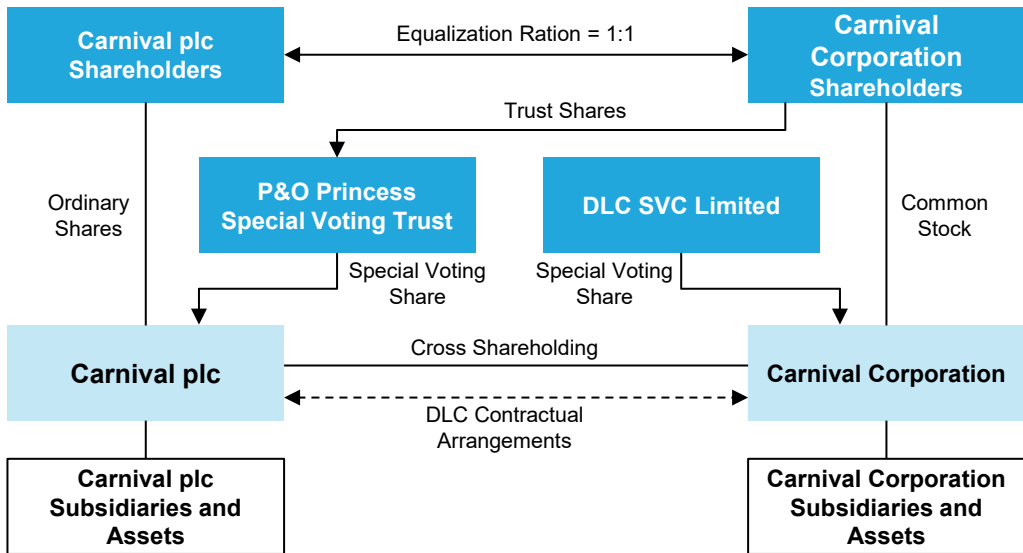 Carnival plc
Shareholders
Equalization Ration = 1:1
Carnival
Corporation
Shareholders
Trust Shares
Ordinary
Shares
P&O Princess
Special Voting Trust
DLC SVC Limited
Common
Stock
Special Voting
Share
Special Voting
Share
Carnival plc
Cross Shareholding
Carnival Corporation
DLC Contractual
Arrangements
Carnival plc
Subsidiaries and
Assets
Carnival Corporation
Subsidiaries and
Assets